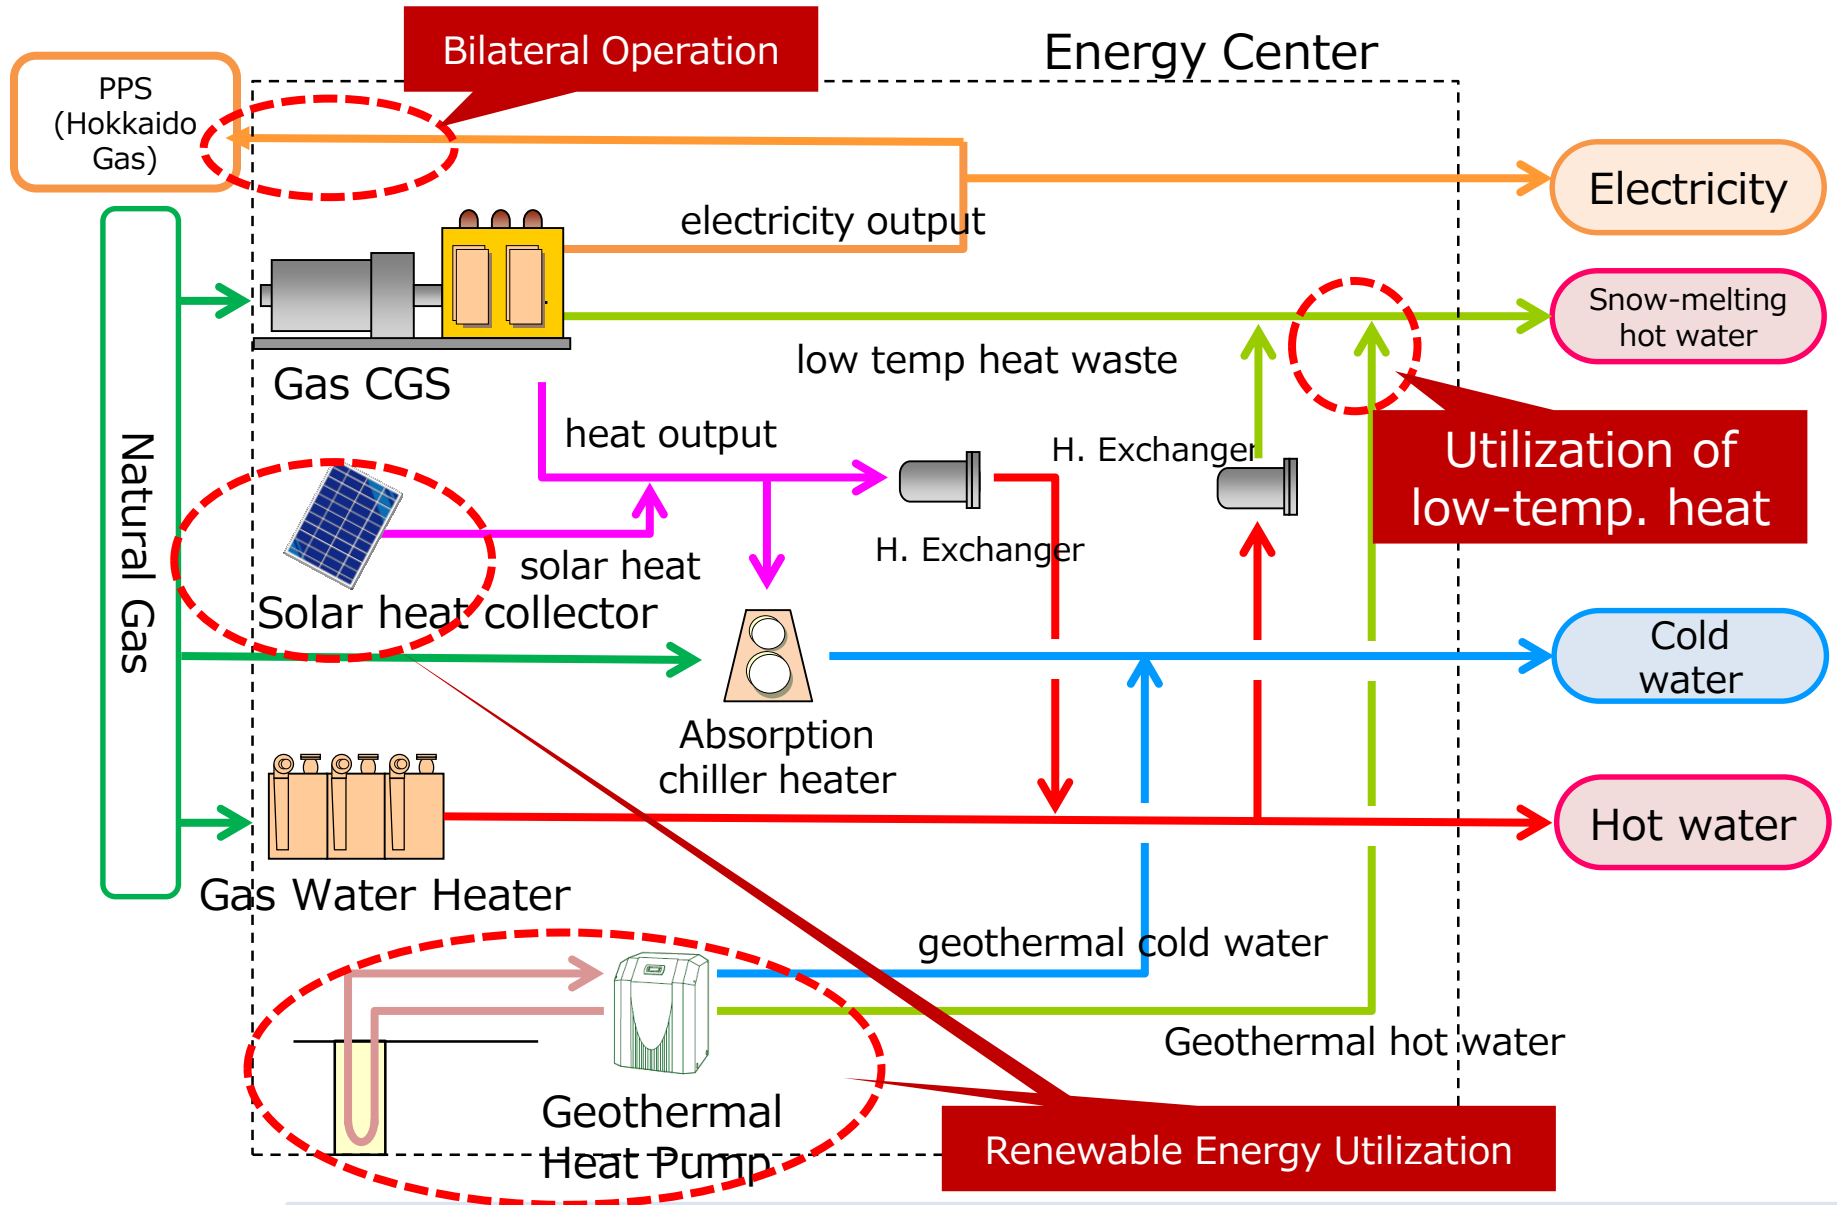 Bilateral Operation
Energy Center
PPS
(Hokkaido
Gas)
Electricity
electricity output
Snow-melting
hot water
low temp heat waste
Gas CGS
heat output
H. Exchanger
Utilization of
low-temp. heat
Natural Gas
H. Exchanger
solar heat
Solar heat collector
Cold
water
Absorption
chiller heater
Hot water
Gas Water Heater
geothermal cold water
Geothermal hot water
Geothermal
Heat Pump
Renewable Energy Utilization